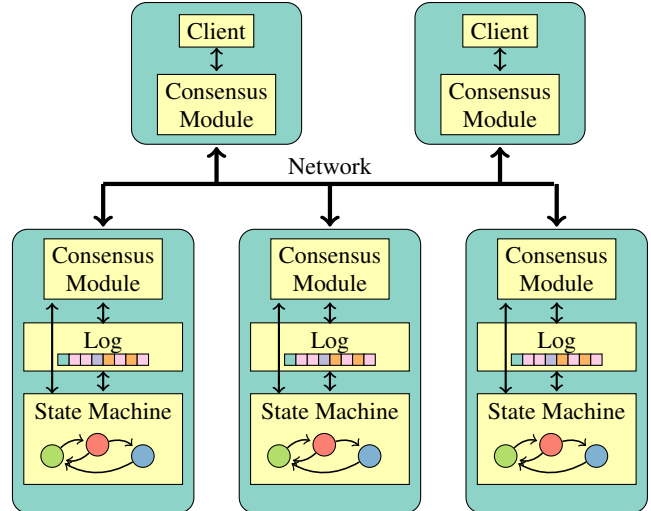 Client
Consensus
Module
Client
Consensus
Module
Network
Consensus
Module
Log
State Machine
Consensus
Module
Log
State Machine
Consensus
Module
Log
State Machine